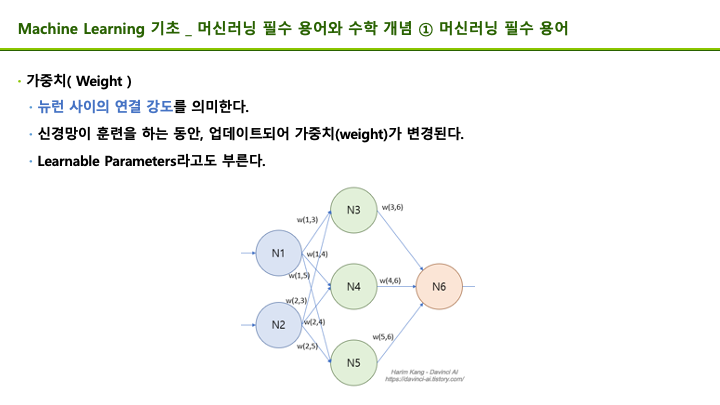 Machine Learning 기초 _ 머신러닝 필수 용어와 수학 개념 ① 머신러닝 필수 용어
· 가중치( Weight )
· 뉴런 사이의 연결 강도를 의미한다.
· 신경망이 훈련을 하는 동안, 업데이트되어 가중치(weight)가 변경된다.
· Learnable Parameters라고도 부른다.
N3
w(3,6)
w(1,3)
N1
w(1,4)
w(1,5)
N4
w(4,6)
N6
w(2,3)
N2
w(2,4)
w(2,5)
w(5,6)
N5
Harim Kang - Davinci AI
https://davinci-ai.tistory.com/